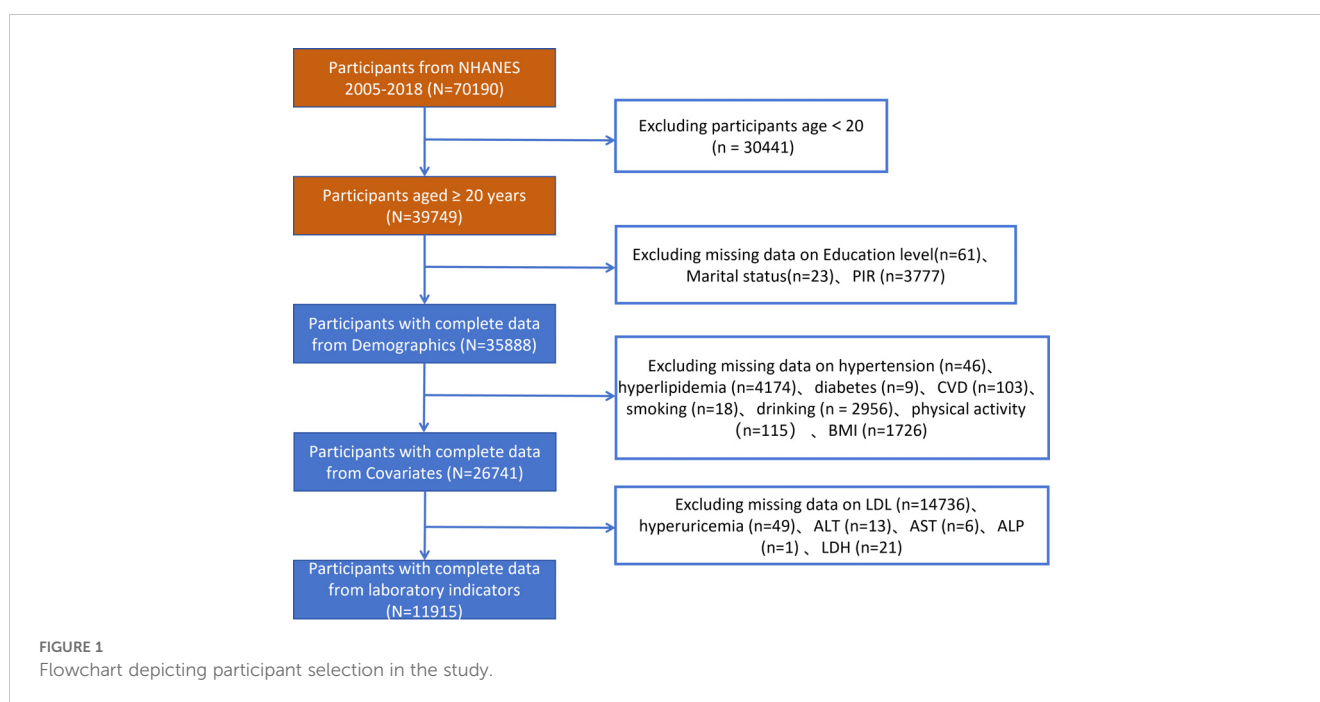 Participants from NHANES
2005-2018 (N=70190)
Excluding participants age < 20
(n = 30441)
Participants aged ≥ 20 years
(N=39749)
Excluding missing data on Education level(n=61)、
Marital status(n=23)、 PIR (n=3777)
Participants with complete data
from Demographics (N=35888)
Excluding missing data on hypertension (n=46)、
hyperlipidemia (n=4174)、diabetes (n=9)、CVD (n=103)、
smoking (n=18)、drinking (n = 2956)、physical activity
（n=115） 、BMI (n=1726)
Participants with complete data
from Covariates (N=26741)
Excluding missing data on LDL (n=14736)、
hyperuricemia (n=49)、ALT (n=13)、AST (n=6)、ALP
(n=1) 、LDH (n=21)
Participants with complete data
from laboratory indicators
(N=11915)
FIGURE 1
Flowchart depicting participant selection in the study.